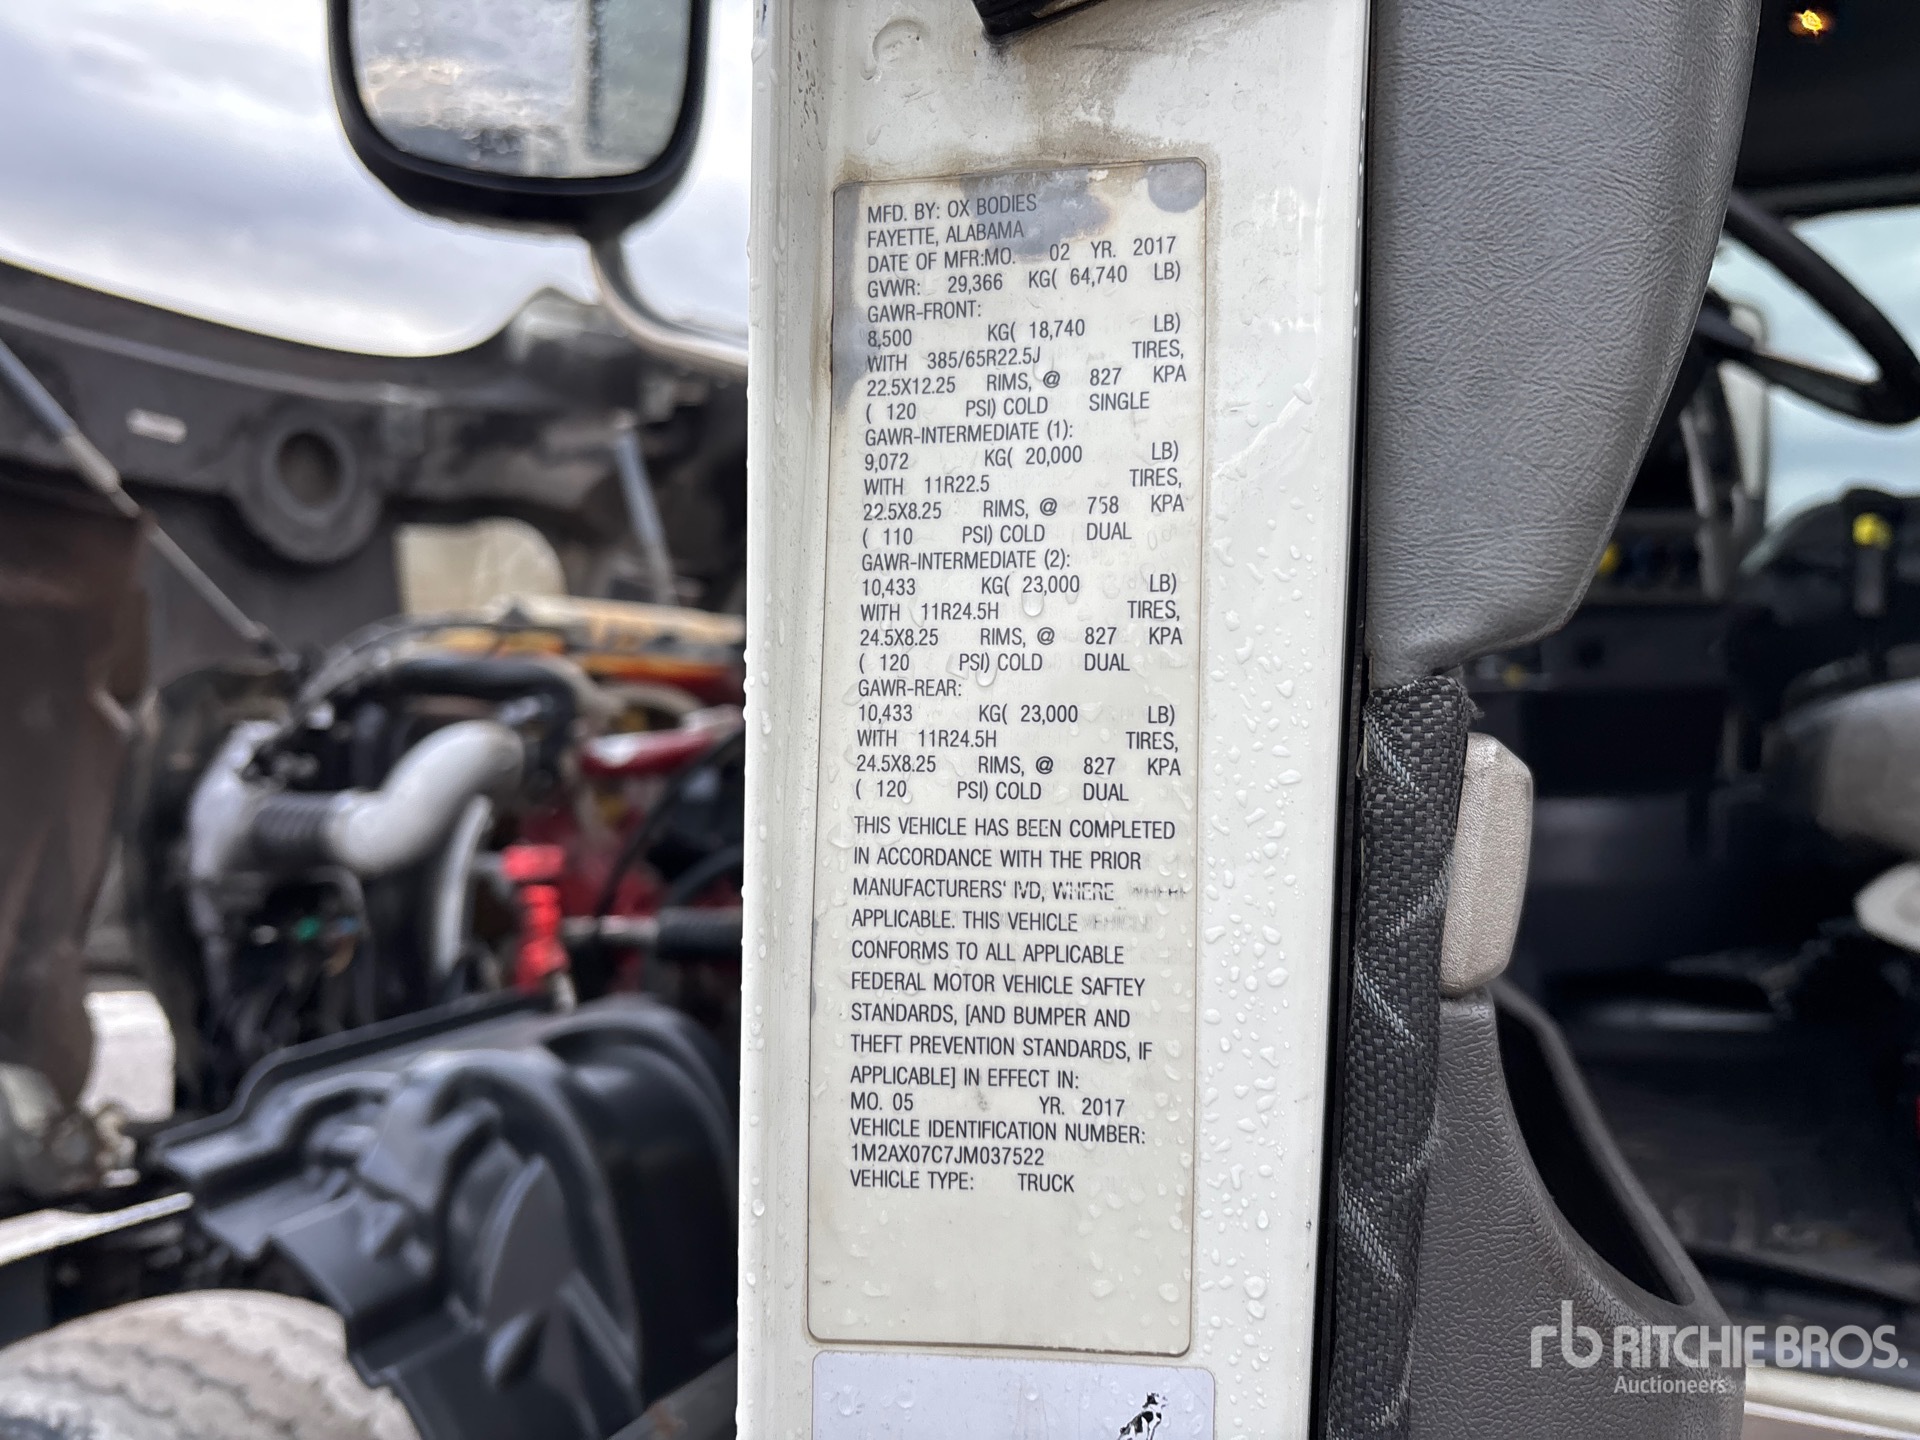 MFD. BY: OX BODIES
FAYETTE, ALABAMA
DATE OF MFR:MO. 02 YR. 2017
GVWR: 29,366 KG( 64,740 LB)
GAWR-FRONT:
8,500 KG( 18,740 LB)
WITH 385/65R22.5J TIRES,
22.5X12.25 RIMS, @ 827 KPA
( 120 PSI) COLD SINGLE
GAWR-INTERMEDIATE (1):
9,072 KG( 20,000 LB)
WITH 11R22.5 TIRES,
22.5X8.25 RIMS, @ 758 KPA
( 110 PSI) COLD DUAL
GAWR-INTERMEDIATE (2):
10,433 KG( 23,000 LB)
WITH 11R24.5H TIRES,
24.5X8.25 RIMS, @ 827 KPA
( 120 PSI) COLD DUAL
GAWR-REAR:
10,433 KG( 23,000 LB)
WITH 11R24.5H TIRES,
24.5X8.25 RIMS, @ 827 KPA
( 120 PSI) COLD DUAL
THIS VEHICLE HAS BEEN COMPLETED
IN ACCORDANCE WITH THE PRIOR
MANUFACTURERS' IVD, WHERE WHERE
APPLICABLE. THIS VEHICLE VEHICLE
CONFORMS TO ALL APPLICABLE
FEDERAL MOTOR VEHICLE SAFTEY
STANDARDS, [AND BUMPER AND
THEFT PREVENTION STANDARDS, IF
APPLICABLE] IN EFFECT IN:
MO. 05 YR. 2017
VEHICLE IDENTIFICATION NUMBER:
1M2AX07C7JM037522
VEHICLE TYPE: TRUCK
rb RITCHIE BROS.
Auctioneers